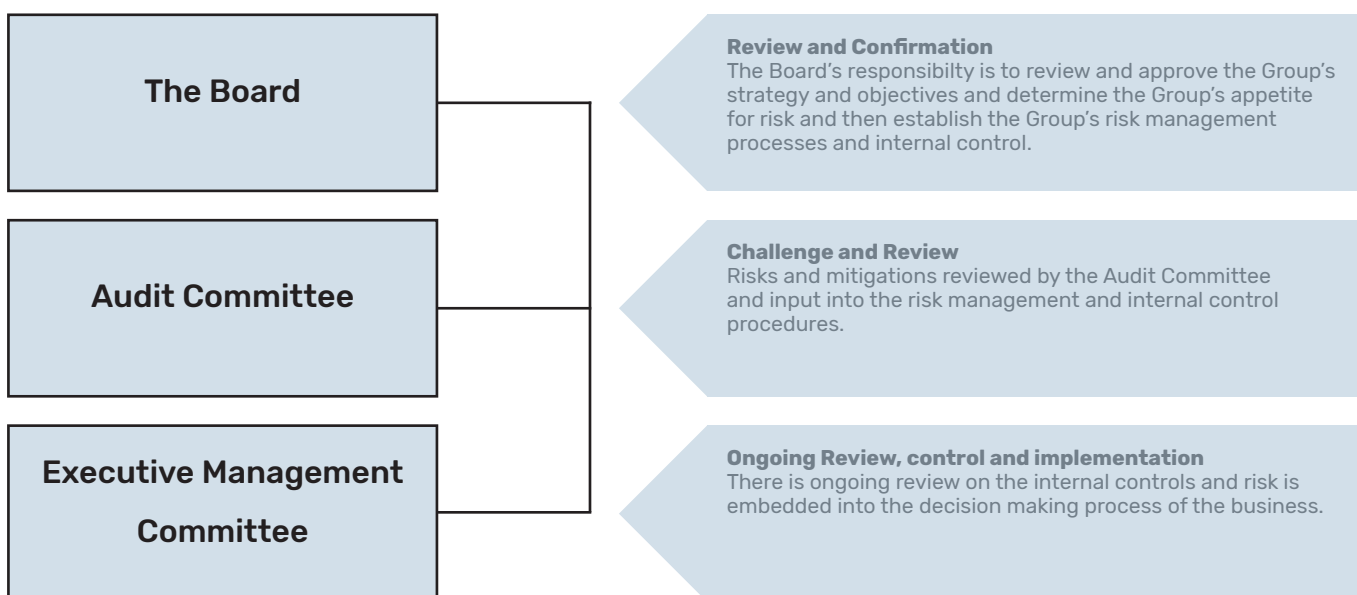 The Board
Review and Confirmation
The Board’s responsibilty is to review and approve the Group’s
strategy and objectives and determine the Group’s appetite
for risk and then establish the Group’s risk management
processes and internal control.
Audit Committee
Challenge and Review
Risks and mitigations reviewed by the Audit Committee
and input into the risk management and internal control
procedures.
Executive Management
Committee
Ongoing Review, control and implementation
There is ongoing review on the internal controls and risk is
embedded into the decision making process of the business.